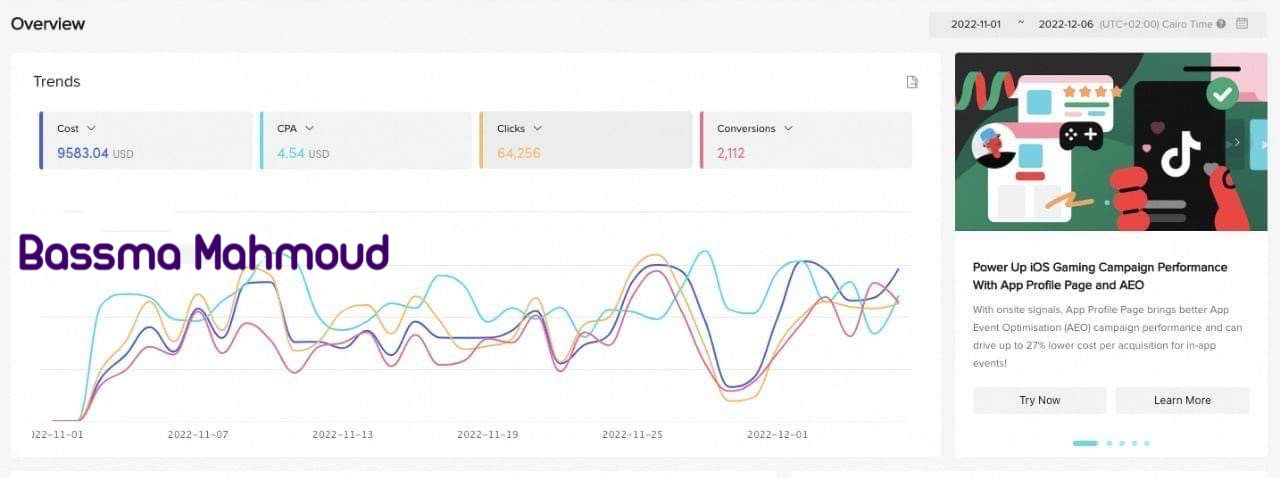 Overview
2022-11-01 ~ 2022-12-06 (UTC+02:00) Cairo Time
Trends
Cost
9583.04 USD
CPA
4.54 USD
Clicks
64,256
Conversions
2,112
Bassma Mahmoud
22-11-01 2022-11-07 2022-11-13 2022-11-19 2022-11-25 2022-12-01
Power Up iOS Gaming Campaign Performance
With App Profile Page and AEO
With onsite signals, App Profile Page brings better App
Event Optimisation (AEO) campaign performance and can
drive up to 27% lower cost per acquisition for in-app
events!
Try Now Learn More